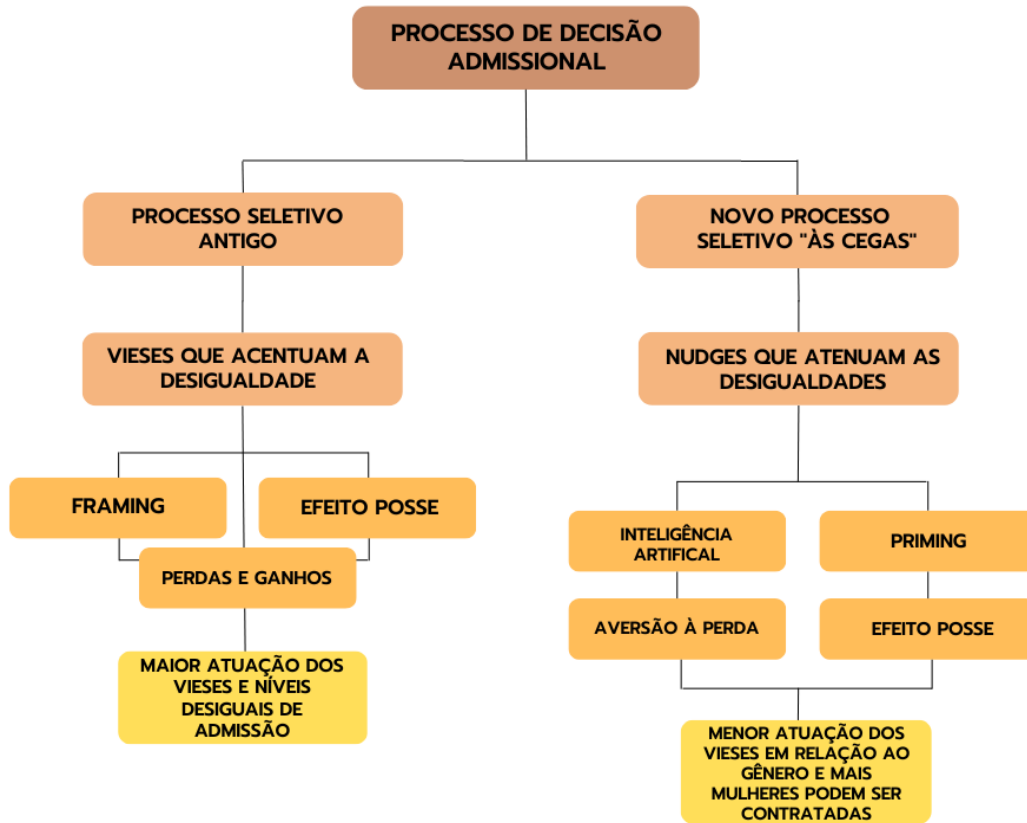 PROCESSO DE DECISÃO
ADMISSIONAL
PROCESSO SELETIVO
ANTIGO
NOVO PROCESSO
SELETIVO "ÀS CEGAS"
VIESES QUE ACENTUAM A
DESIGUALDADE
NUDGES QUE ATENUAM AS
DESIGUALDADES
FRAMING
EFEITO POSSE
PERDAS E GANHOS
INTELIGÊNCIA
ARTIFICAL
PRIMING
AVERSÃO À PERDA
EFEITO POSSE
MAIOR ATUAÇÃO DOS
VIESES E NÍVEIS
DESIGUAIS DE
ADMISSÃO
MENOR ATUAÇÃO DOS
VIESES EM RELAÇÃO AO
GÊNERO E MAIS
MULHERES PODEM SER
CONTRATADAS